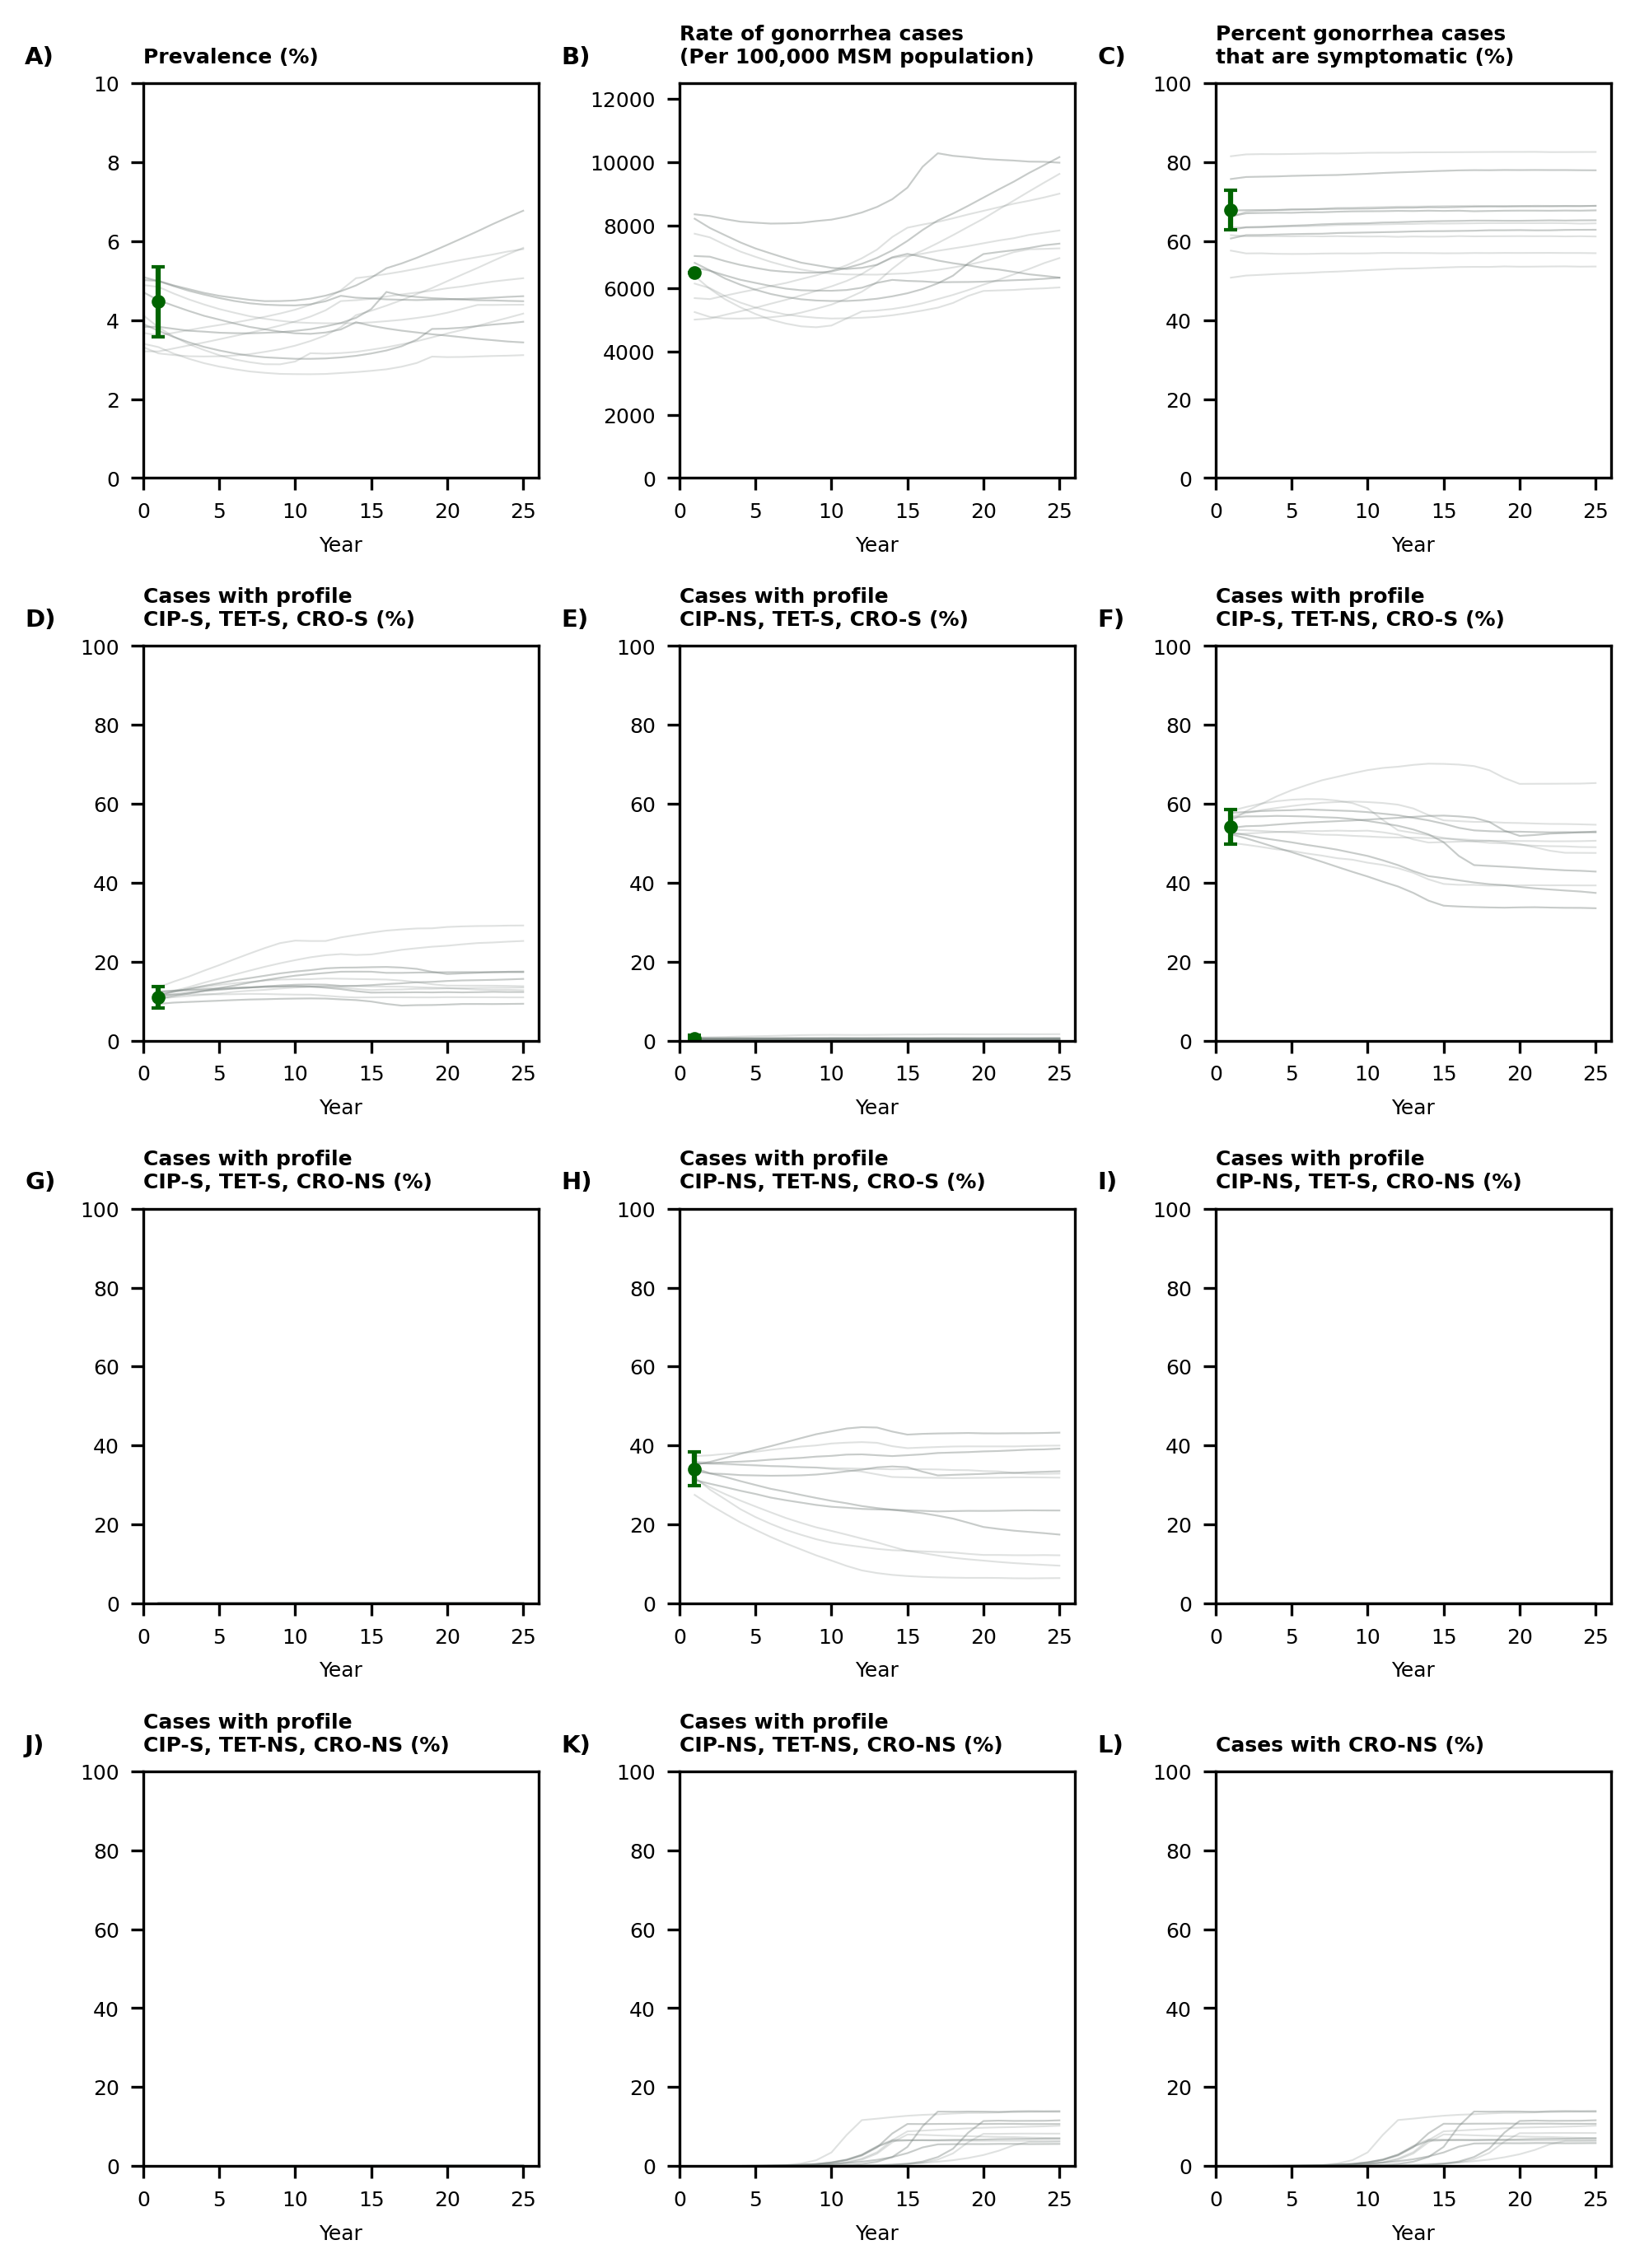 A) Prevalence (%)
10
8
6
4
2
0
0 5 10 15 20 25
Year
B) Rate of gonorrhea cases
(Per 100,000 MSM population)
12000
10000
8000
6000
4000
2000
0
0 5 10 15 20 25
Year
C) Percent gonorrhea cases
that are symptomatic (%)
100
80
60
40
20
0
0 5 10 15 20 25
Year
D) Cases with profile
CIP-S, TET-S, CRO-S (%)
100
80
60
40
20
0
0 5 10 15 20 25
Year
E) Cases with profile
CIP-NS, TET-S, CRO-S (%)
100
80
60
40
20
0
0 5 10 15 20 25
Year
F) Cases with profile
CIP-S, TET-NS, CRO-S (%)
100
80
60
40
20
0
0 5 10 15 20 25
Year
G) Cases with profile
CIP-S, TET-S, CRO-NS (%)
100
80
60
40
20
0
0 5 10 15 20 25
Year
H) Cases with profile
CIP-NS, TET-NS, CRO-S (%)
100
80
60
40
20
0
0 5 10 15 20 25
Year
I) Cases with profile
CIP-NS, TET-S, CRO-NS (%)
100
80
60
40
20
0
0 5 10 15 20 25
Year
J) Cases with profile
CIP-S, TET-NS, CRO-NS (%)
100
80
60
40
20
0
0 5 10 15 20 25
Year
K) Cases with profile
CIP-NS, TET-NS, CRO-NS (%)
100
80
60
40
20
0
0 5 10 15 20 25
Year
L) Cases with CRO-NS (%)
100
80
60
40
20
0
0 5 10 15 20 25
Year